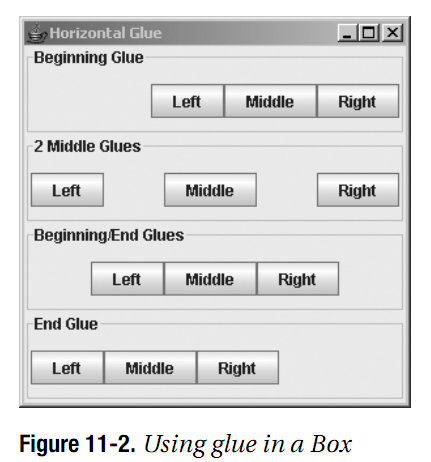 Horizontal Glue
Beginning Glue
Left Middle Right
2 Middle Glues
Left Middle Right
Beginning/End Glues
Left Middle Right
End Glue
Left Middle Right
Figure 11-2. Using glue in a Box